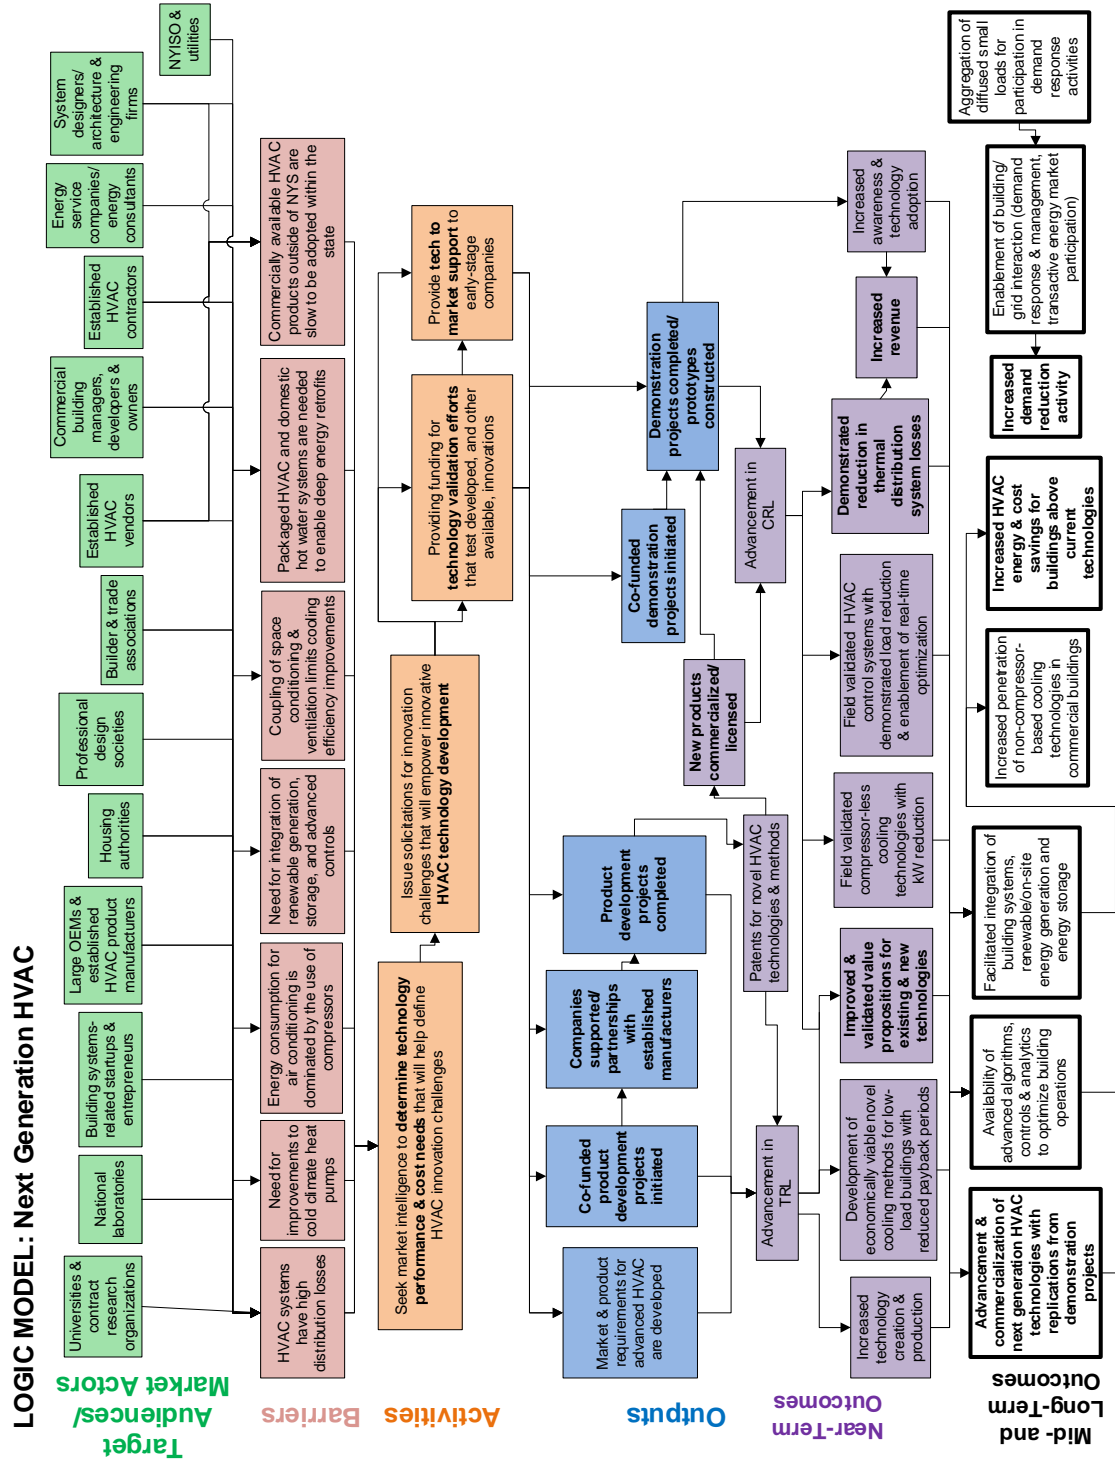 LOGIC MODEL: Next Generation HVAC
Target
Audiences/
Market Actors
Universities &
contract
research
organizations
National
laboratories
Building systems-
related startups &
entrepreneurs
Large OEMs &
established
HVAC product
manufacturers
Housing
authorities
Professional
design
societies
Builder & trade
associations
Established
HVAC
vendors
Commercial
building
managers,
developers &
owners
Established
HVAC
contractors
Energy
service
companies/
energy
consultants
System
designers/
architecture &
engineering
firms
NYISO &
utilities
Barriers
HVAC systems
have high
distribution losses
Need for
improvements to
cold climate heat
pumps
Energy consumption for
air conditioning is
dominated by the use of
compressors
Need for integration of
renewable generation,
storage, and advanced
controls
Coupling of space
conditioning &
ventilation limits cooling
efficiency improvements
Packaged HVAC and domestic
hot water systems are needed
to enable deep energy retrofits
Commercially available HVAC
products outside of NYS are
slow to be adopted within the
state
Activities
Seek market intelligence to determine technology
performance & cost needs that will help define
HVAC innovation challenges
Issue solicitations for innovation
challenges that will empower innovative
HVAC technology development
Providing funding for
technology validation efforts
that test developed, and other
available, innovations
Provide tech to
market support to
early-stage
companies
Outputs
Market & product
requirements for
advanced HVAC
are developed
Co-funded
product
development
projects
initiated
Companies
supported/
partnerships
with
established
manufacturers
Product
development
projects
completed
New products
commercialized/
licensed
Co-funded
demonstration
projects initiated
Demonstration
projects completed/
prototypes
constructed
Near-Term
Outcomes
Advancement in
TRL
Patents for novel HVAC
technologies & methods
Advancement in
CRL
Increased
technology
creation &
production
Development of
economically viable novel
cooling methods for low-
load buildings with
reduced payback periods
Improved &
validated value
propositions for
existing & new
technologies
Field validated
compressor-less
cooling
technologies with
kW reduction
Field validated HVAC
control systems with
demonstrated load reduction
& enablement of real-time
optimization
Demonstrated
reduction in
thermal
distribution
system losses
Increased
revenue
Increased
awareness &
technology
adoption
Mid- and
Long-Term
Outcomes
Advancement &
commercialization of
next generation HVAC
technologies with
replications from
demonstration
projects
Availability of
advanced algorithms,
controls & analytics
to optimize building
operations
Facilitated integration of
building systems,
renewable/on-site
energy generation and
energy storage
Increased penetration
of non-compressor-
based cooling
technologies in
commercial buildings
Increased HVAC
energy & cost
savings for
buildings above
current
technologies
Increased
demand
reduction
activity
Enablement of building/
grid interaction (demand
response & management,
transactive energy market
participation)
Aggregation of
diffused small
loads for
participation in
demand
response
activities